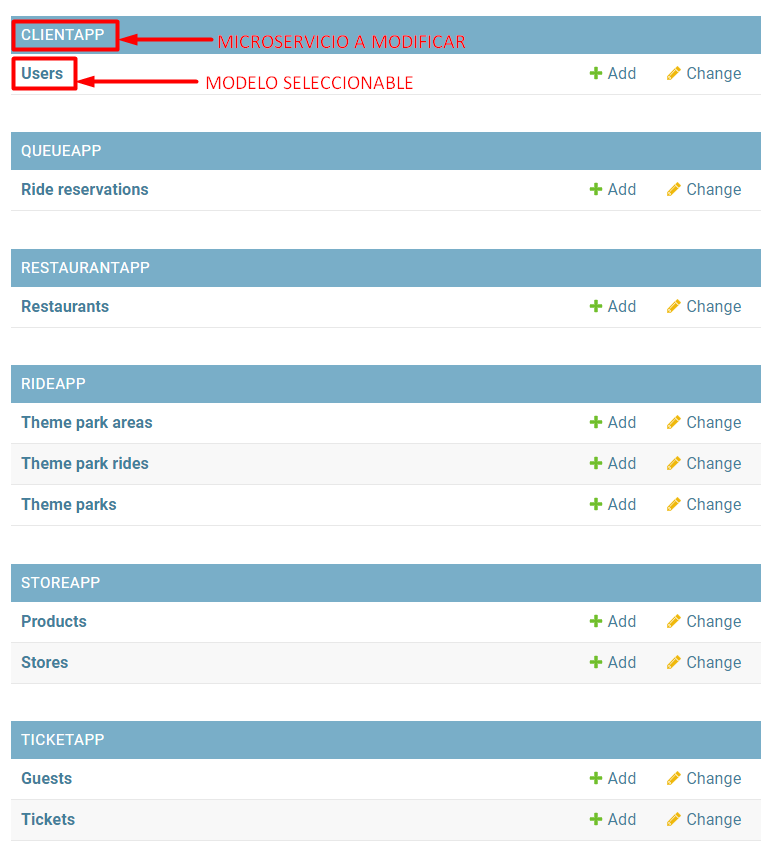 CLIENTAPP MICROSERVICIO A MODIFICAR
Users Add Change
MODELO SELECCIONABLE
QUEUEAPP
Ride reservations Add Change
RESTAURANTAPP
Restaurants Add Change
RIDEAPP
Theme park areas Add Change
Theme park rides Add Change
Theme parks Add Change
STOREAPP
Products Add Change
Stores Add Change
TICKETAPP
Guests Add Change
Tickets Add Change